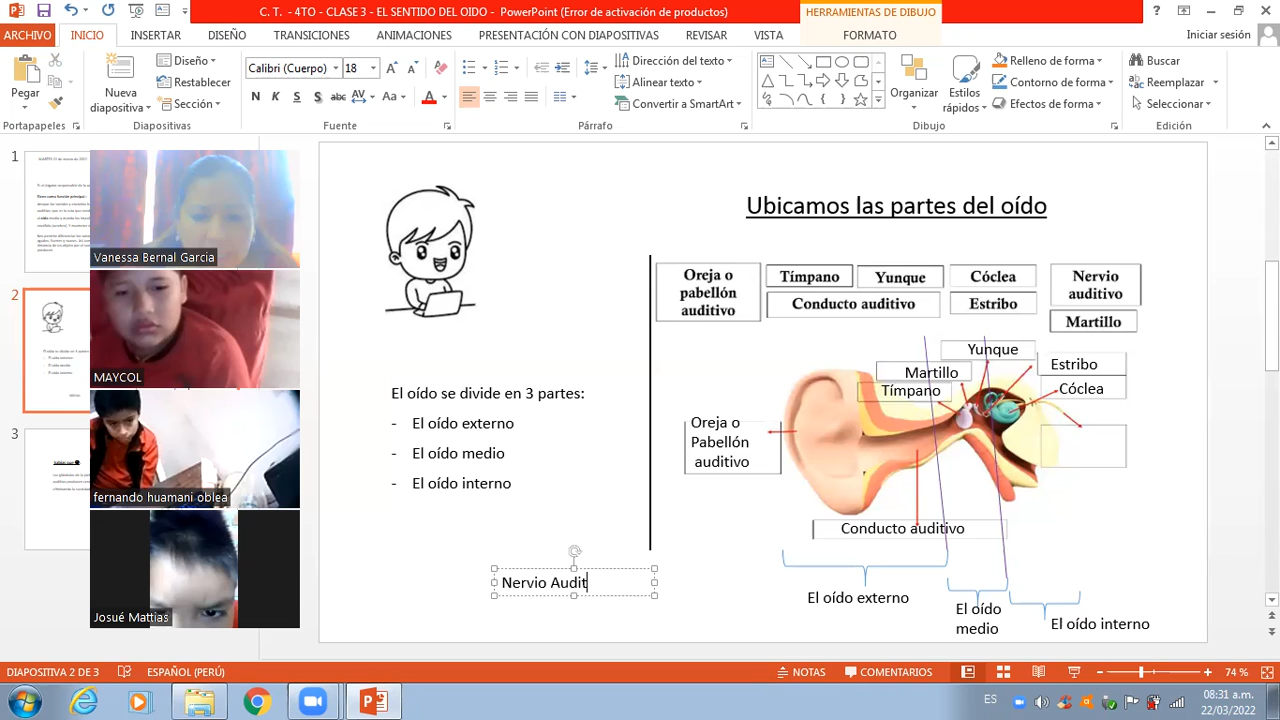 C. T. - 4TO - CLASE 3 - EL SENTIDO DEL OIDO - PowerPoint (Error de activación de productos)
HERRAMIENTAS DE DIBUJO
ARCHIVO INICIO INSERTAR DISEÑO TRANSICIONES ANIMACIONES PRESENTACIÓN CON DIAPOSITIVAS REVISAR VISTA FORMATO Iniciar sesión
Pegar
Nueva diapositiva
Diseño
Restablecer
Sección
Calibri (Cuerpo) 18
N K S S abc AV Aa A
Dirección del texto
Alinear texto
Convertir a SmartArt
Organizar
Estilos rápidos
Relleno de forma
Contorno de forma
Efectos de forma
Buscar
Reemplazar
Seleccionar
Portapapeles Diapositivas Fuente Párrafo Dibujo Edición
1
2
3
Vanessa Bernal Garcia
MAYCOL
fernando huamani oblea
Josué Mattias
Ubicamos las partes del oído
Oreja o
pabellón
auditivo
Tímpano
Yunque
Cóclea
Nervio
auditivo
Conducto auditivo
Estribo
Martillo
Yunque
Estribo
Martillo
Tímpano
Cóclea
Oreja o
Pabellón
auditivo
Conducto auditivo
El oído se divide en 3 partes:
- El oído externo
- El oído medio
- El oído interno
Nervio Audit
El oído externo
El oído
medio
El oído interno
DIAPOSITIVA 2 DE 3 ESPAÑOL (PERÚ) NOTAS COMENTARIOS 74 %
ES
08:31 a.m.
22/03/2022